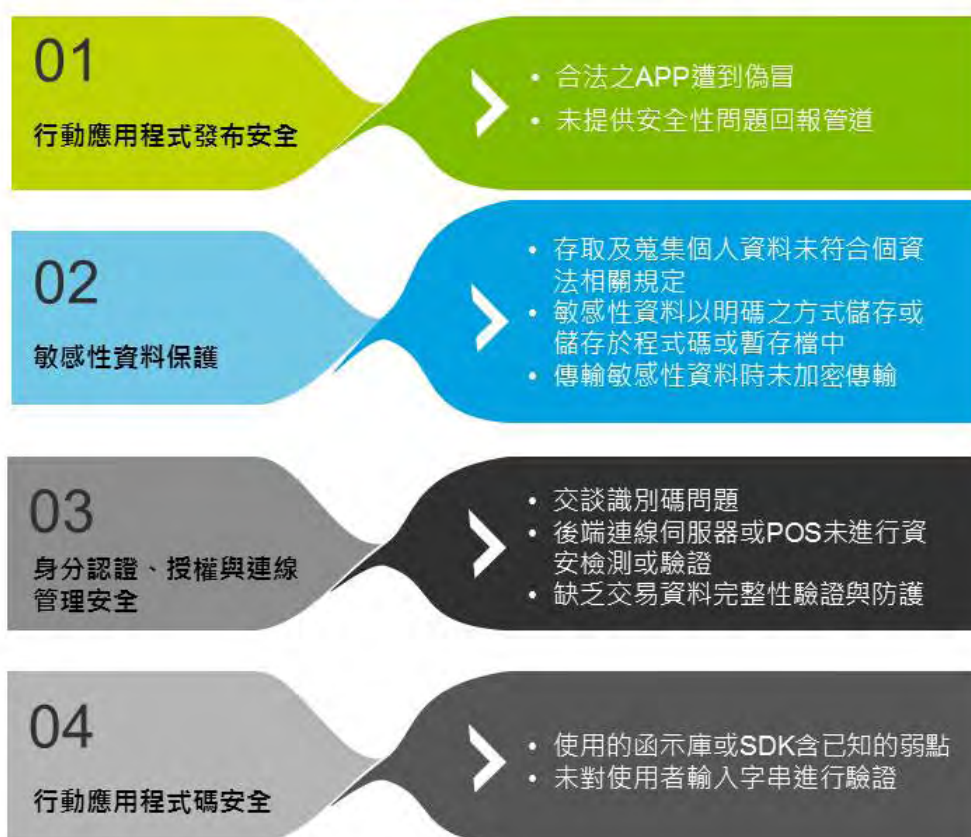 01
行動應用程式發布安全
• 合法之APP遭到偽冒
• 未提供安全性問題回報管道
02
敏感性資料保護
• 存取及蒐集個人資料未符合個資
法相關規定
• 敏感性資料以明碼之方式儲存或
儲存於程式碼或暫存檔中
• 傳輸敏感性資料時未加密傳輸
03
身分認證、授權與連線
管理安全
• 交談識別碼問題
• 後端連線伺服器或POS未進行資
安檢測或驗證
• 缺乏交易資料完整性驗證與防護
04
行動應用程式碼安全
• 使用的函示庫或SDK含已知的弱點
• 未對使用者輸入字串進行驗證